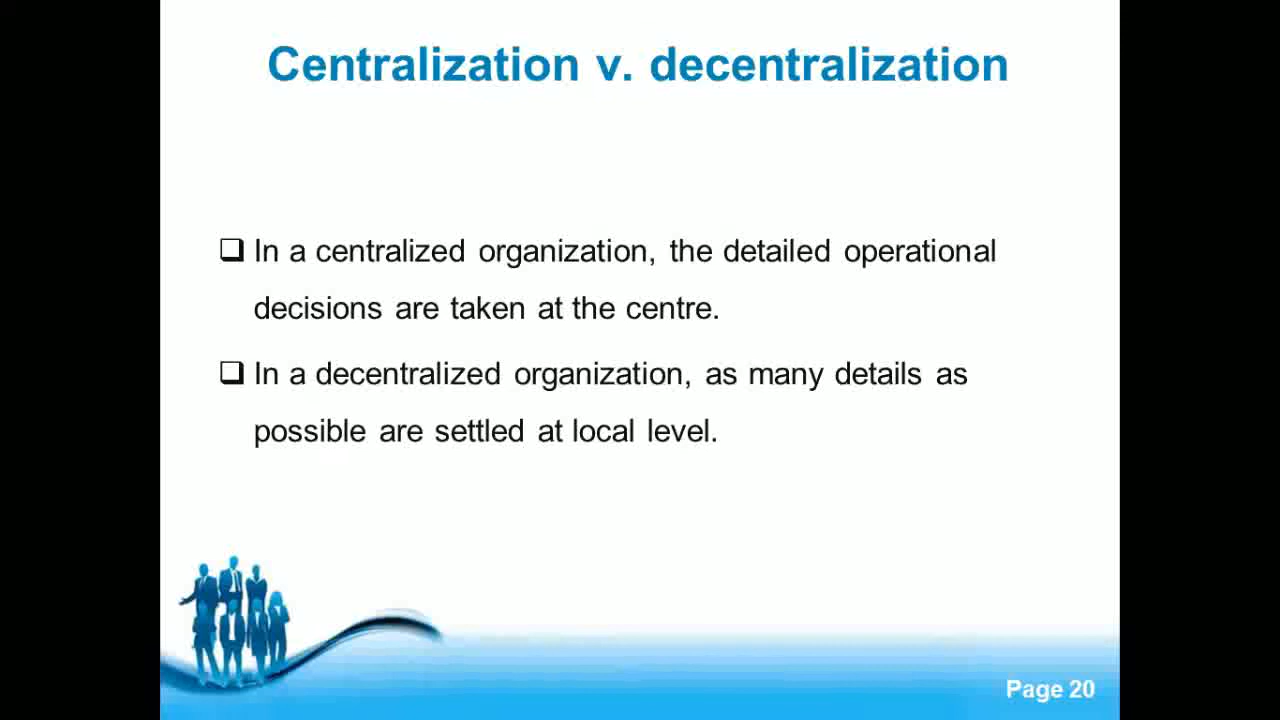 Centralization v. decentralization
In a centralized organization, the detailed operational
decisions are taken at the centre.
In a decentralized organization, as many details as
possible are settled at local level.
Page 20